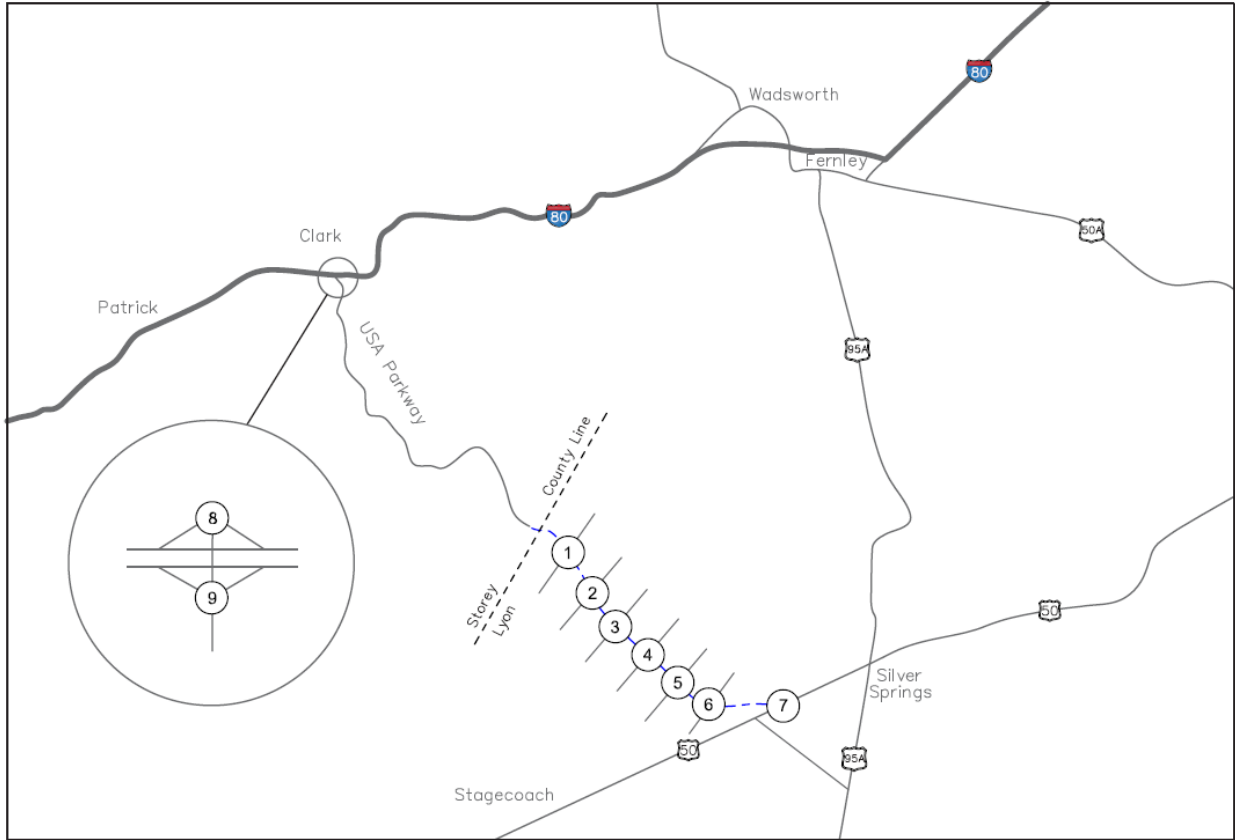 80
Wadsworth
Fernley
80
Clark
50A
Patrick
USA Parkway
95A
County Line
8
1
2
9
Storey
Lyon
3
50
4
5
Silver
Springs
6
7
50
95A
Stagecoach